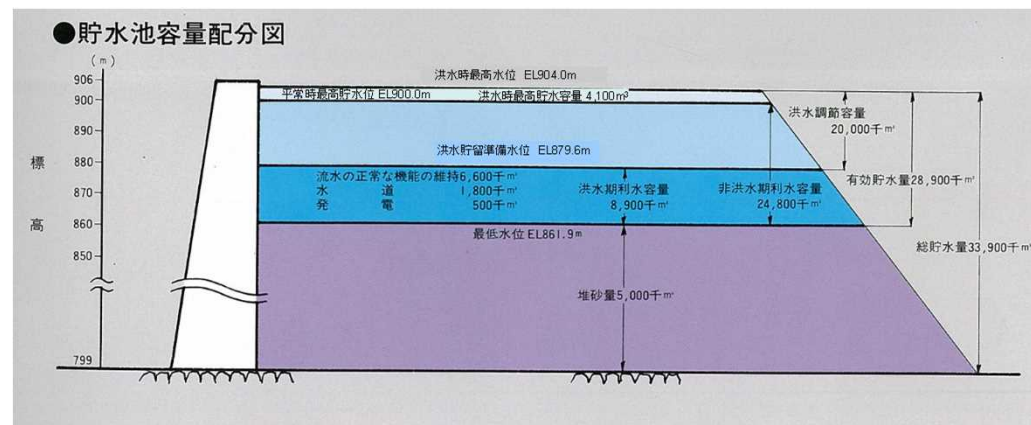 ●貯水池容量配分図
(m)
906
900
890
880
870
860
850
799
標
高
洪水時最高水位 EL904.0m
平常時最高貯水位 EL900.0m
洪水時最高貯水容量 4,100m³
洪水貯留準備水位 EL879.6m
流水の正常な機能の維持6,600千㎥
水 道 1,800千㎥
発 電 500千㎥
洪水期利水容量
8,900千㎥
非洪水期利水容量
24,800千㎥
最低水位 EL861.9m
堆砂量5,000千㎥
洪水調節容量
20,000千㎥
有効貯水量28,900千㎥
総貯水量33,900千㎥